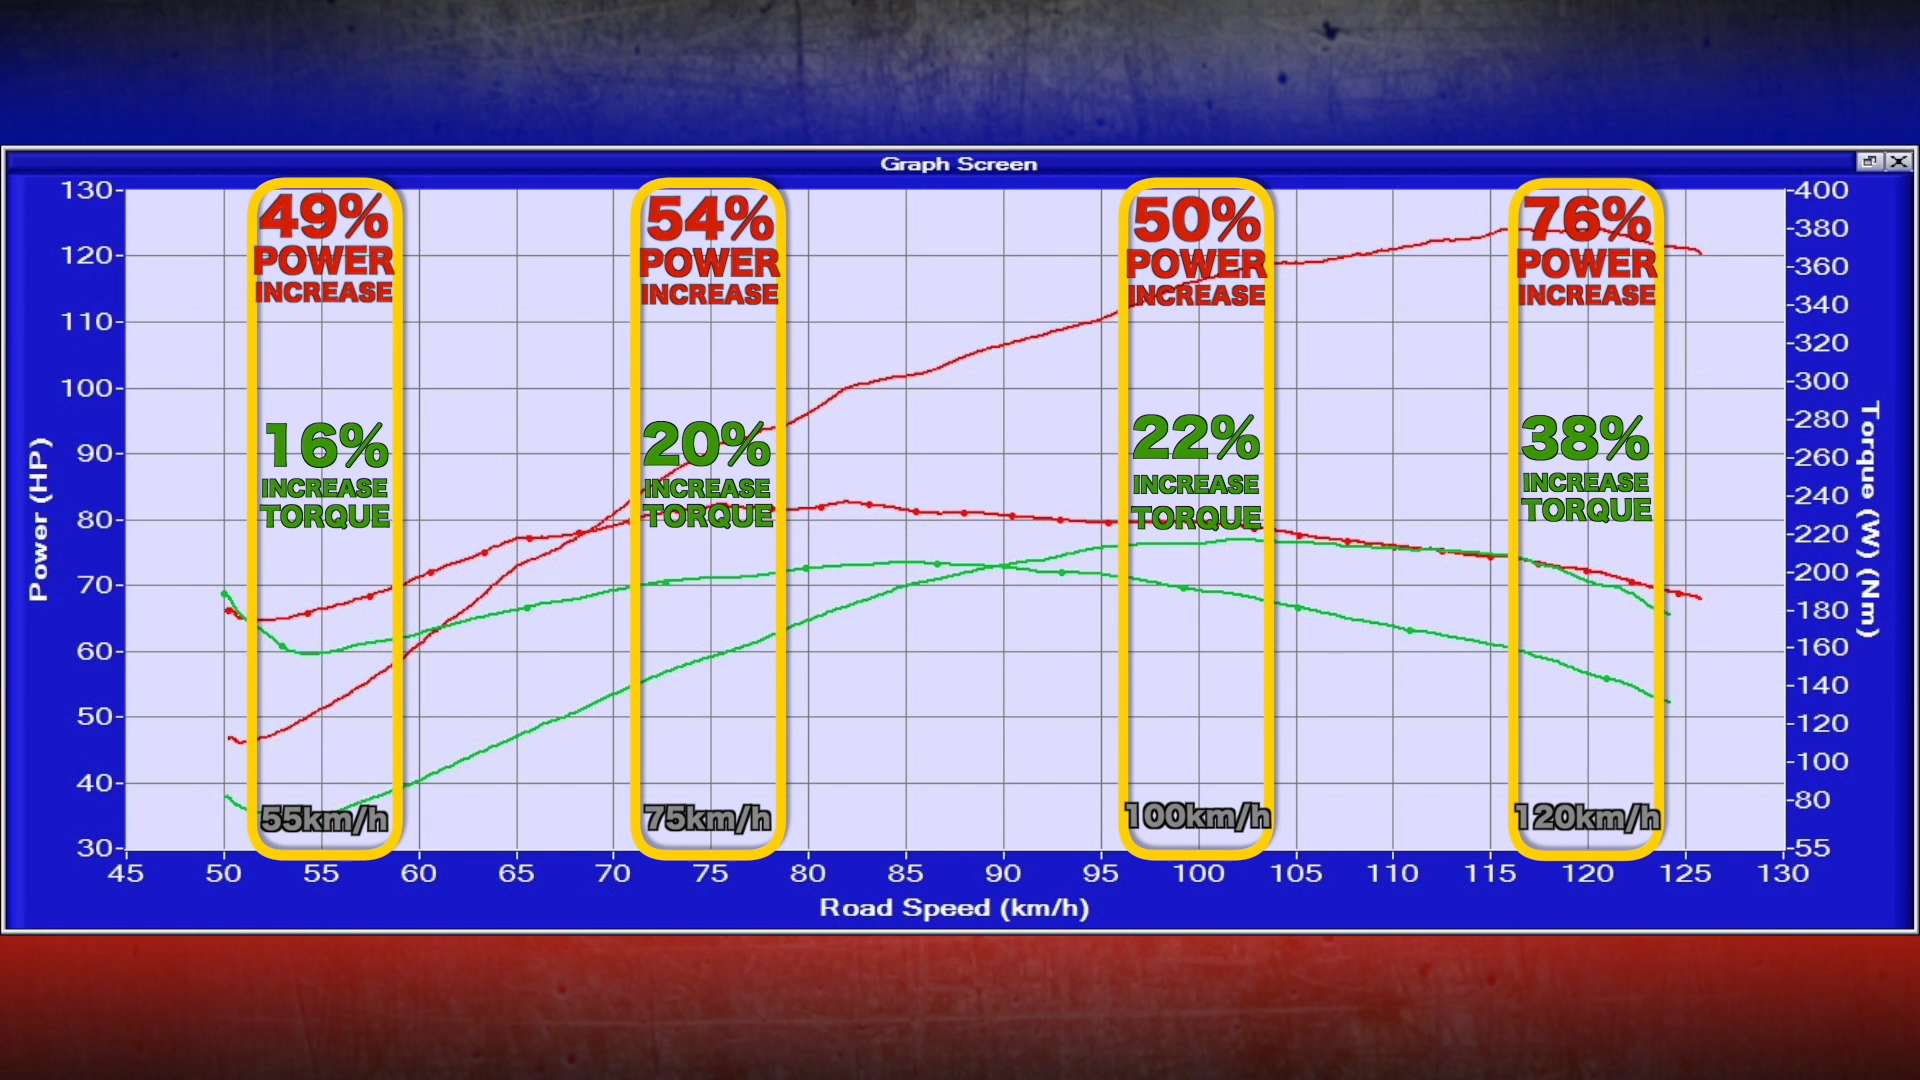 Graph Screen
130
120
110
100
90
80
70
60
50
40
30
Power (HP)
49%
POWER
INCREASE
16%
INCREASE
TORQUE
55km/h
54%
POWER
INCREASE
20%
INCREASE
TORQUE
75km/h
50%
POWER
INCREASE
22%
INCREASE
TORQUE
100km/h
76%
POWER
INCREASE
38%
INCREASE
TORQUE
120km/h
400
380
360
340
320
300
280
260
240
220
200
180
160
140
120
100
80
55
Torque (W) (Nm)
45 50 55 60 65 70 75 80 85 90 95 100 105 110 115 120 125 130
Road Speed (km/h)